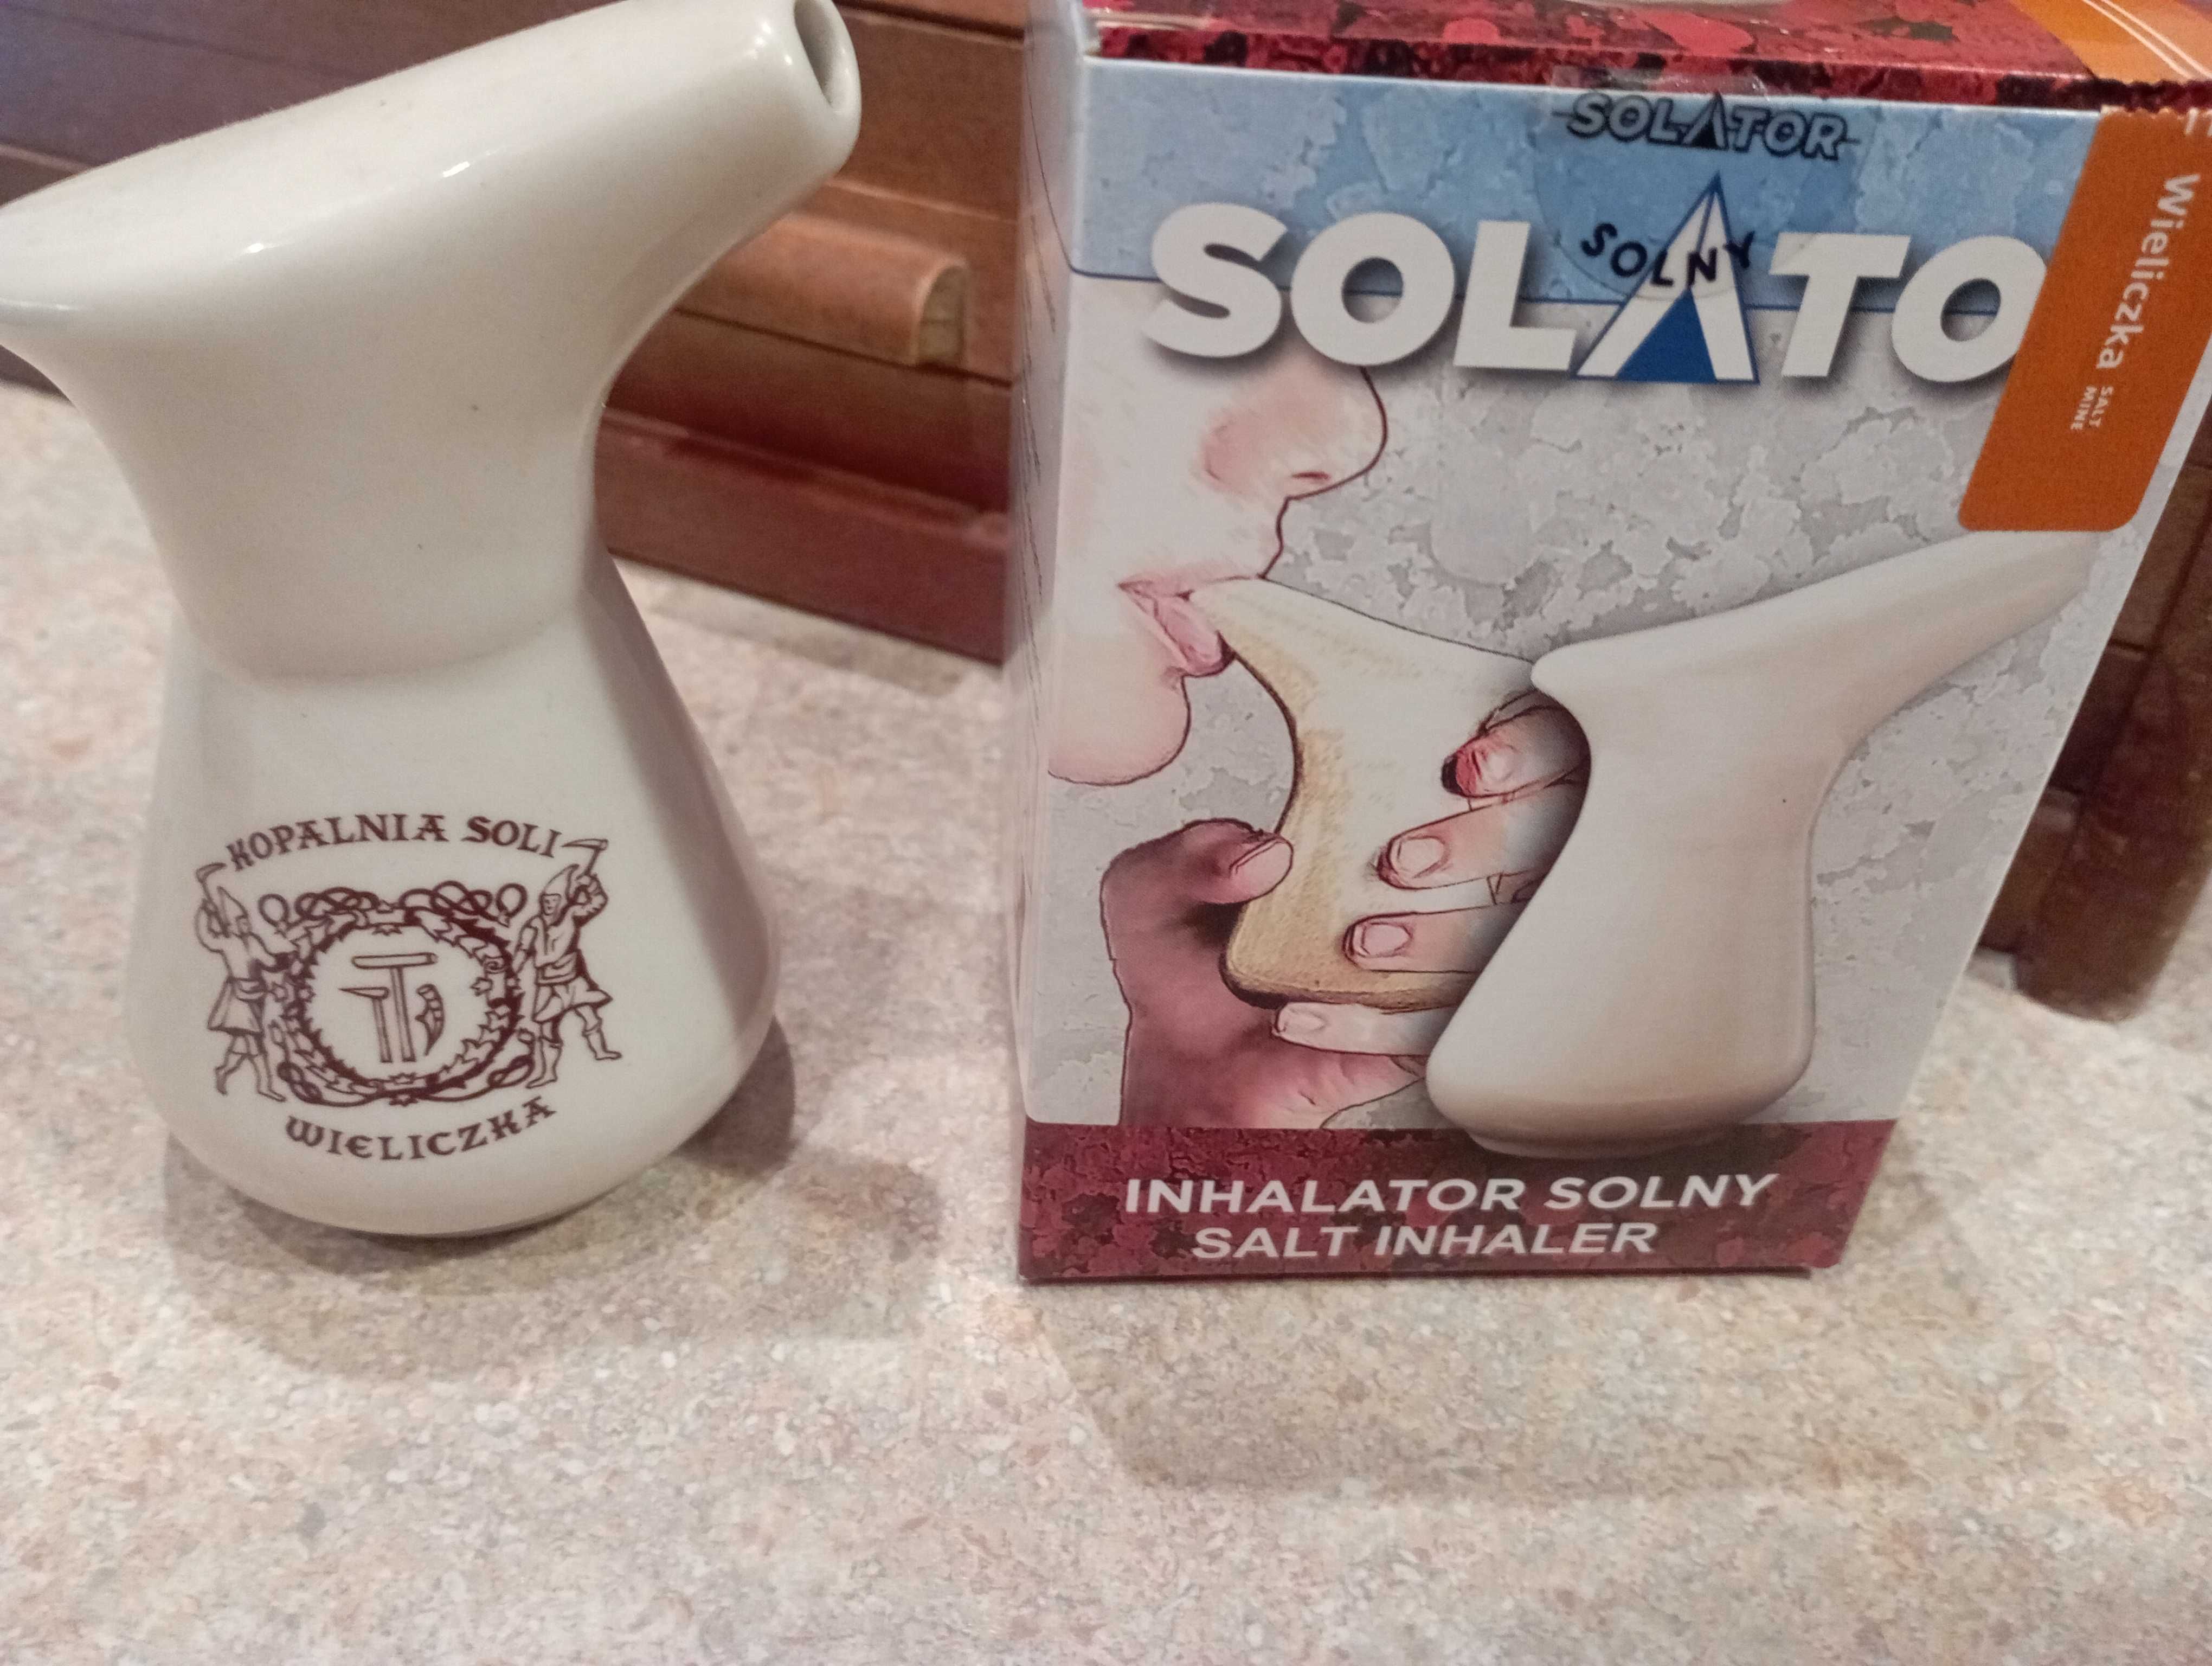 KOPALNIA SOLI
WIELICZKA
SOLATOR
SOLNY
SOLATO
Wieliczka
SALT
MINE
INHALATOR SOLNY
SALT INHALER